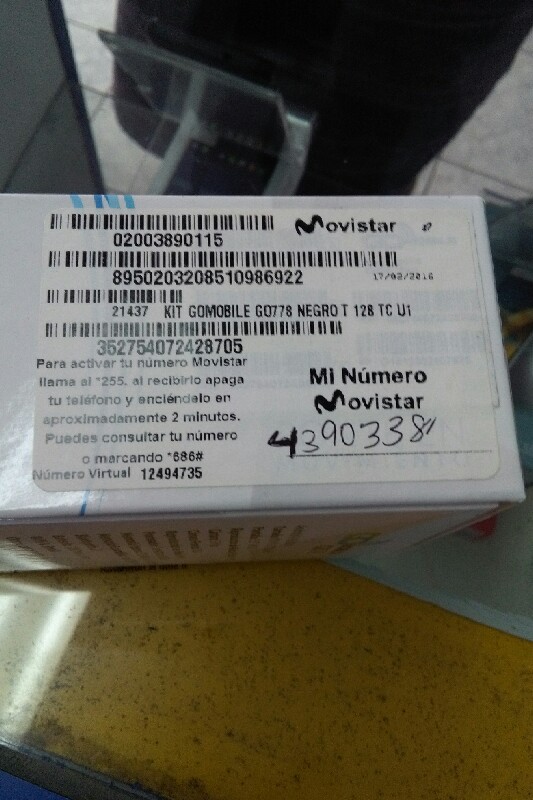 02003890115
Movistar
8950203208510986922
17/02/2016
21437 KIT GOMOBILE GO778 NEGRO T 128 TC U1
352754072428705
Para activar tu número Movistar
llama al *255. al recibirlo apaga
tu teléfono y enciéndelo en
aproximadamente 2 minutos.
Puedes consultar tu número
o marcando *686#
Número Virtual 12494735
Mi Número
Movistar
43903381